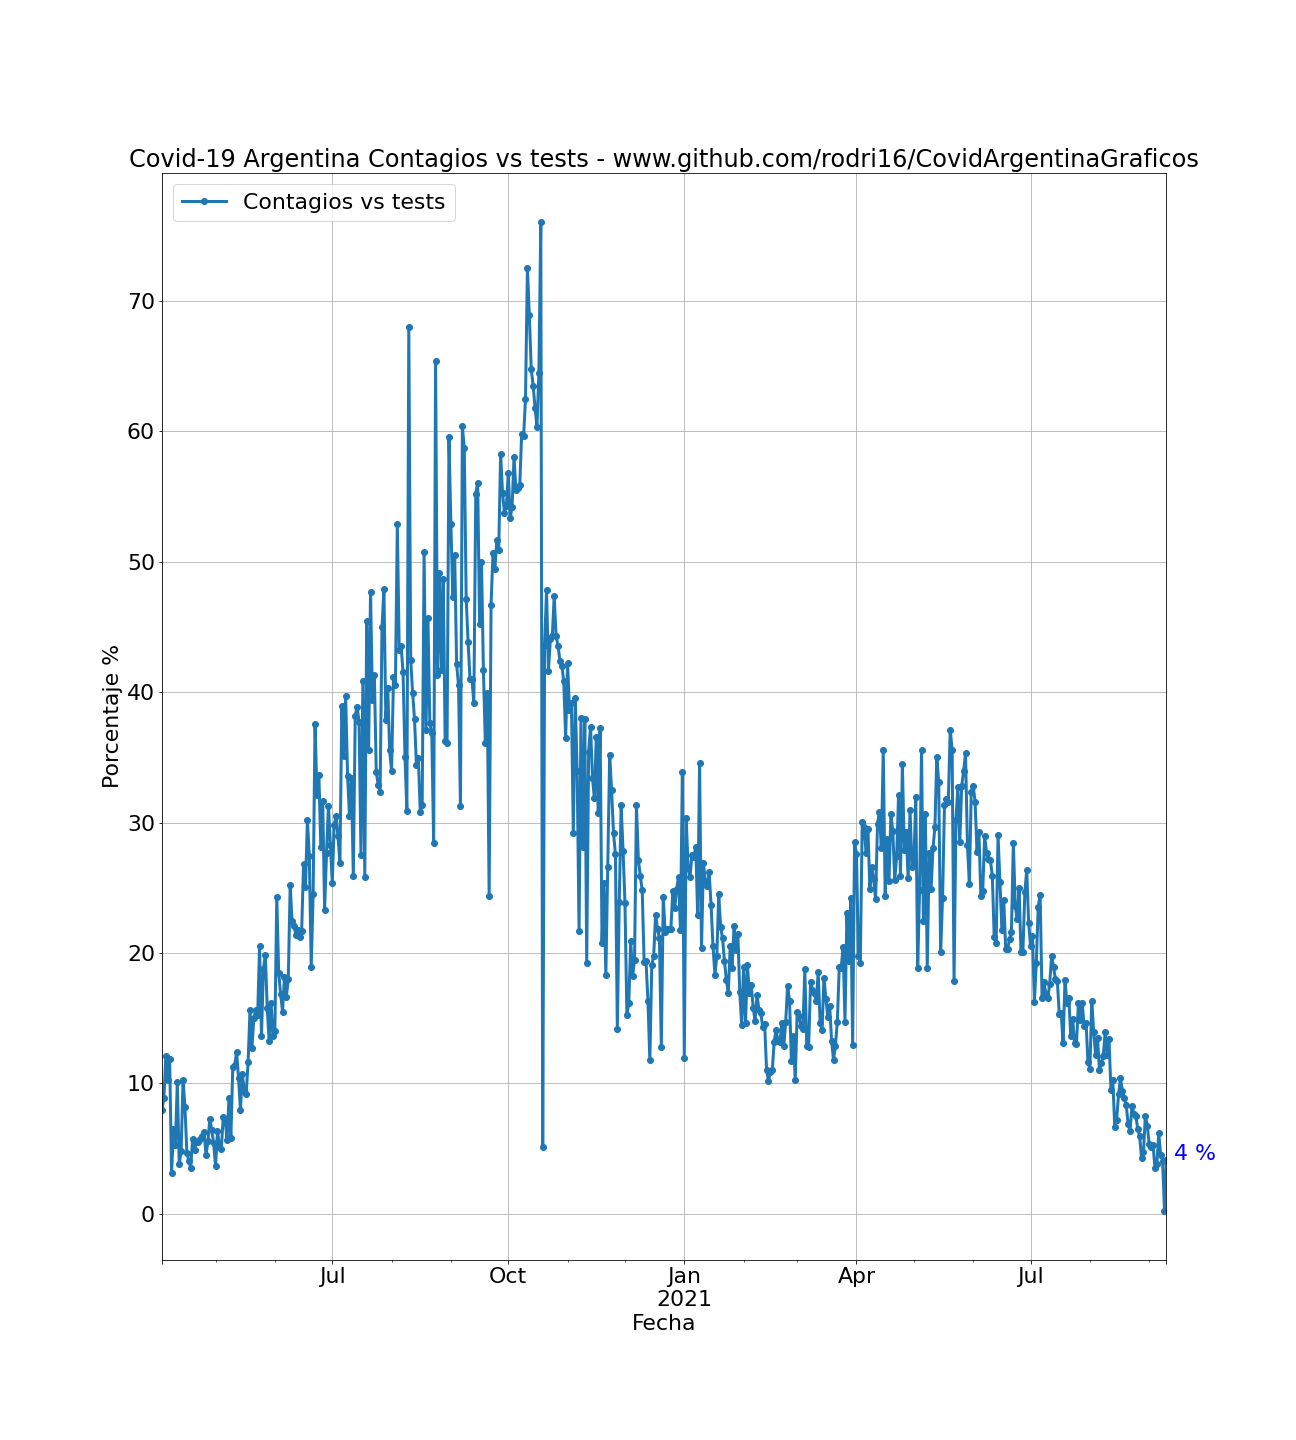 Covid-19 Argentina Contagios vs tests - www.github.com/rodri16/CovidArgentinaGraficos
Contagios vs tests
70
60
50
40
30
20
10
0
Porcentaje %
4 %
Jul
Oct
Jan
2021
Apr
Jul
Fecha